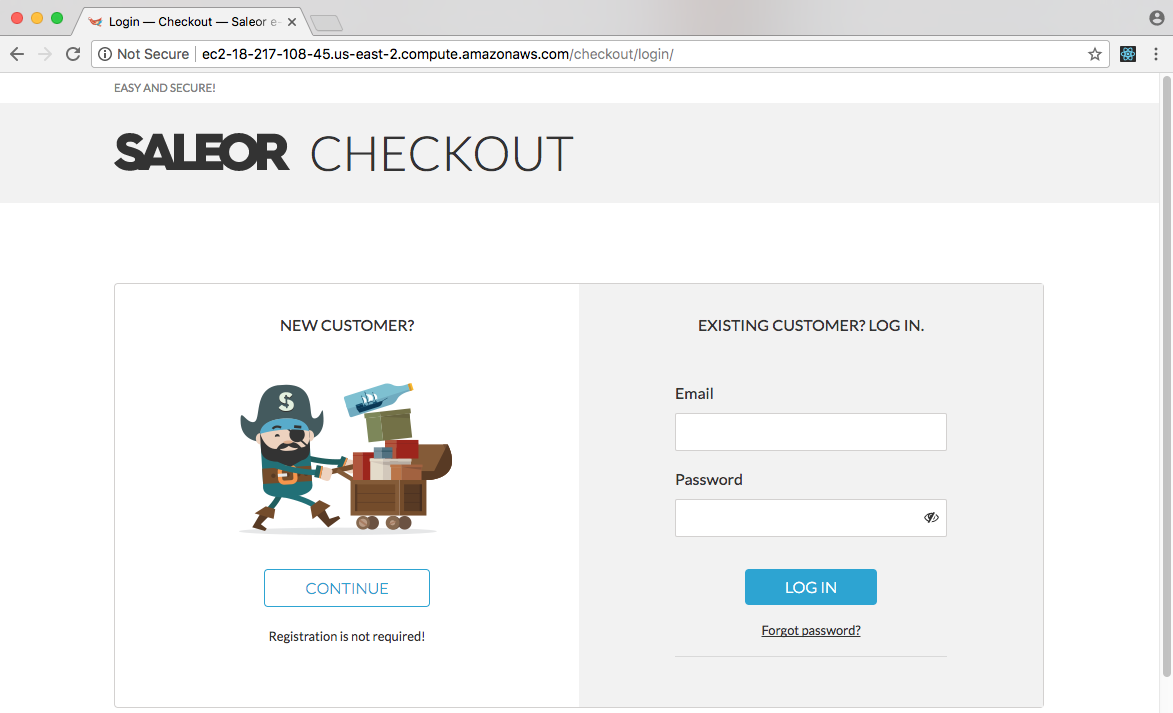 Login — Checkout — Saleor e-
Not Secure
ec2-18-217-108-45.us-east-2.compute.amazonaws.com/checkout/login/
EASY AND SECURE!
SALEOR CHECKOUT
NEW CUSTOMER?
S
CONTINUE
Registration is not required!
EXISTING CUSTOMER? LOG IN.
Email
Password
LOG IN
Forgot password?